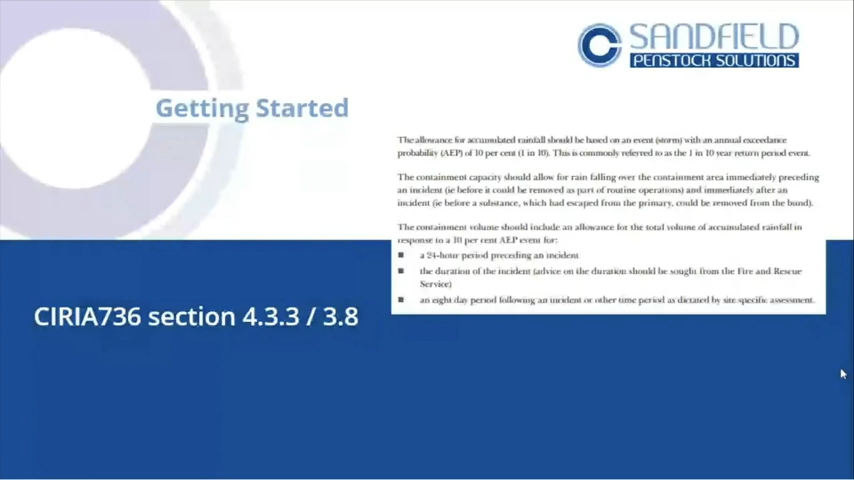 SANDFIELD
PENSTOCK SOLUTIONS
Getting Started
The allowance for accumulated rainfall should be based on an event (storm) with an annual exceedance
probability (AEP) of 10 per cent (1 in 10). This is commonly referred to as the 1 in 10 year return period event.
The containment capacity should allow for rain falling over the containment area immediately preceding
an incident (ie before it could be removed as part of routine operations) and immediately after an
incident (ie before a substance, which had escaped from the primary, could be removed from the bund).
The containment volume should include an allowance for the total volume of accumulated rainfall in
response to a 10 per cent AEP event for:
■ a 24-hour period preceding an incident
■ the duration of the incident (advice on the duration should be sought from the Fire and Rescue
Service)
■ an eight day period following an incident or other time period as dictated by site specific assessment.
CIRIA736 section 4.3.3 / 3.8